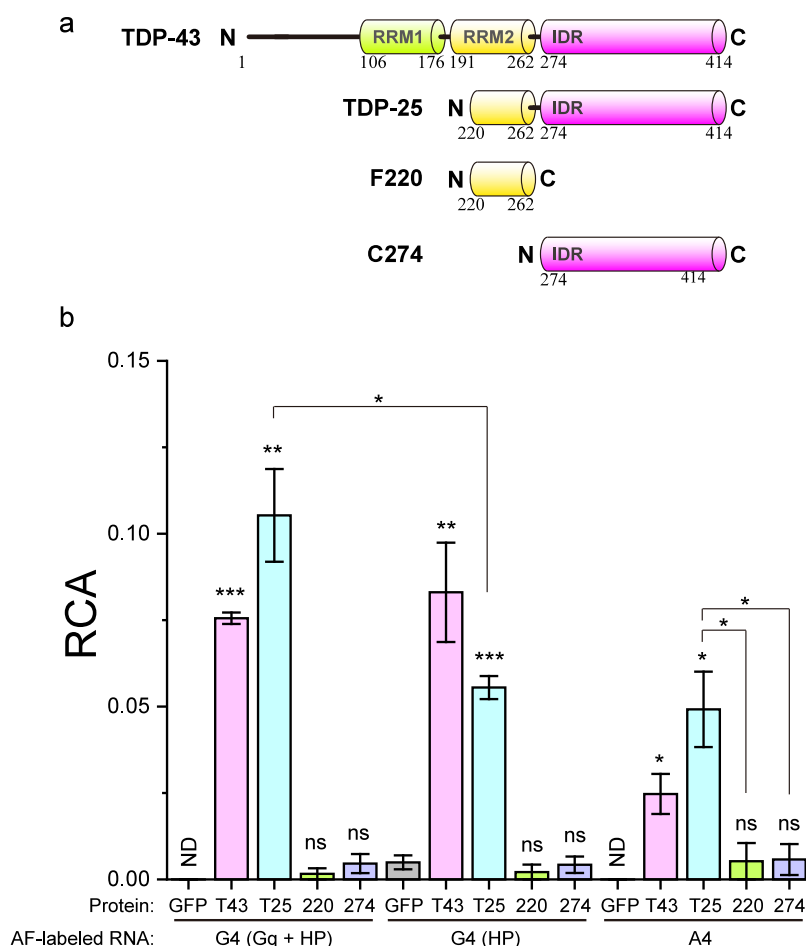 a
TDP-43 N RRM1 RRM2 IDR C
1 106 176 191 262 274 414
TDP-25 N IDR C
220 262 274 414
F220 N C
220 262
C274 N IDR C
274 414
b
0.15
*
**
0.10
**
***
RCA
***
*
*
*
0.05
*
ND ns ns ns ns ND ns ns
0.00
Protein: GFP T43 T25 220 274 GFP T43 T25 220 274 GFP T43 T25 220 274
AF-labeled RNA: G4 (Gq + HP) G4 (HP) A4